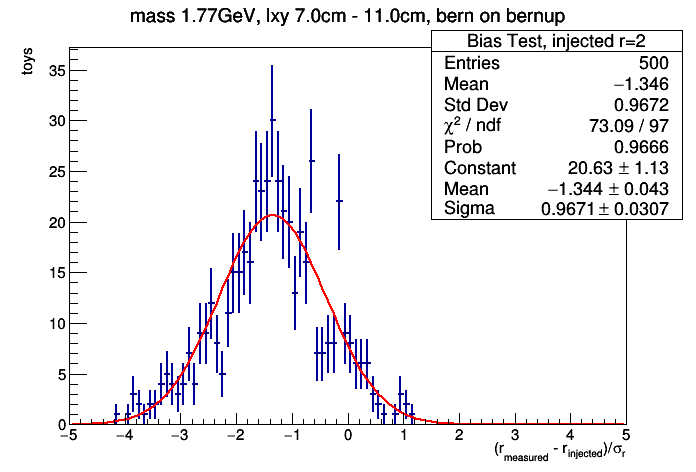 mass 1.77GeV, lxy 7.0cm - 11.0cm, bern on bernup
Bias Test, injected r=2
Entries 500
Mean −1.346
Std Dev 0.9672
χ² / ndf 73.09 / 97
Prob 0.9666
Constant 20.63 ± 1.13
Mean −1.344 ± 0.043
Sigma 0.9671 ± 0.0307
toys
35
30
25
20
15
10
5
0
−5 −4 −3 −2 −1 0 1 2 3 4 5
(r_measured - r_injected)/σ_r